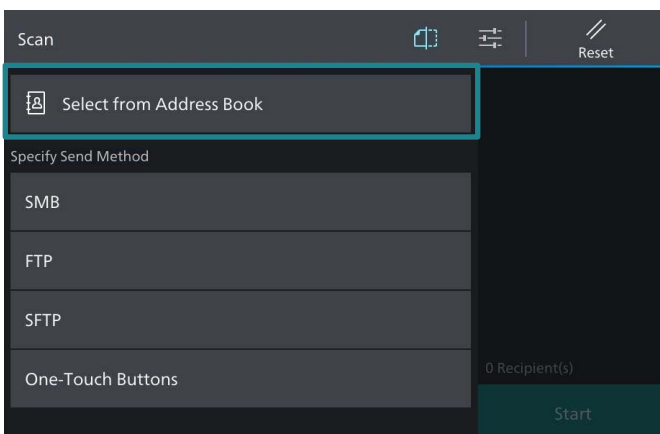 Scan
Reset
Select from Address Book
Specify Send Method
SMB
FTP
SFTP
One-Touch Buttons
0 Recipient(s)
Start